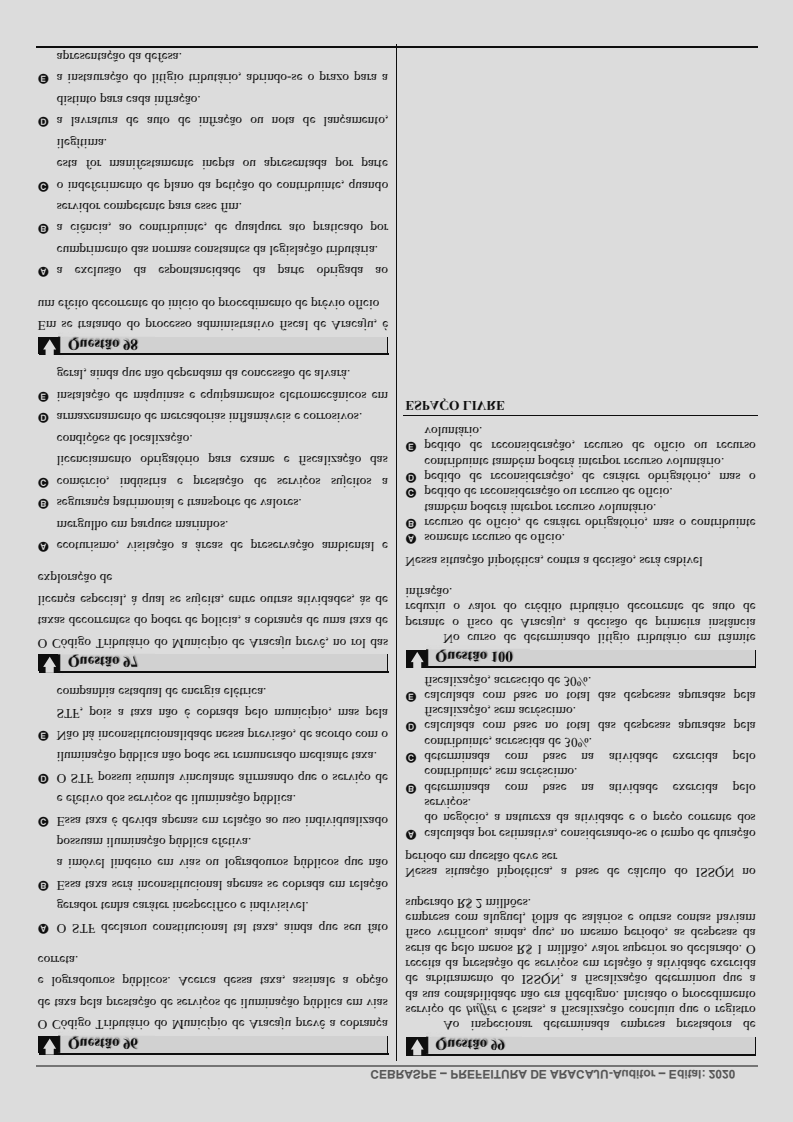 CEBRASPE – PREFEITURA DE ARACAJU-Auditor – Edital: 2020
Questão 96
O Código Tributário do Município de Aracaju prevê a cobrança
de taxa pela prestação de serviços de iluminação pública em vias
e logradouros públicos. Acerca dessa taxa, assinale a opção
correta.
A O STF declarou constitucional tal taxa, ainda que seu fato
gerador tenha caráter inespecífico e indivisível.
B Essa taxa será inconstitucional apenas se cobrada em relação
a imóvel lindeiro em vias ou logradouros públicos que não
possuam iluminação pública efetiva.
C Essa taxa é devida apenas em relação ao uso individualizado
e efetivo dos serviços de iluminação pública.
D O STF possui súmula vinculante afirmando que o serviço de
iluminação pública não pode ser remunerado mediante taxa.
E Não há inconstitucionalidade nessa previsão, de acordo com o
STF, pois a taxa não é cobrada pelo município, mas pela
companhia estadual de energia elétrica.
Questão 97
O Código Tributário do Município de Aracaju prevê, no rol das
taxas decorrentes do poder de polícia, a cobrança de uma taxa de
licença especial, à qual se sujeita, entre outras atividades, às de
exploração de
A ecoturismo, visitação a áreas de preservação ambiental e
mergulho em parques marinhos.
B segurança patrimonial e transporte de valores.
C comércio, indústria e prestação de serviços sujeitos a
licenciamento obrigatório para exame e fiscalização das
condições de localização.
D armazenamento de mercadorias inflamáveis e corrosivos.
E instalação de máquinas e equipamentos eletromecânicos em
geral, ainda que não dependam da concessão de alvará.
Questão 98
Em se tratando do processo administrativo fiscal de Aracaju, é
um efeito decorrente do início do procedimento de prévio ofício
A a exclusão da espontaneidade da parte obrigada ao
cumprimento das normas constantes da legislação tributária.
B a ciência, ao contribuinte, de qualquer ato praticado por
servidor competente para esse fim.
C o indeferimento de plano da petição do contribuinte, quando
esta for manifestamente inepta ou apresentada por parte
ilegítima.
D a lavratura de auto de infração ou nota de lançamento,
distinto para cada infração.
E a instauração do litígio tributário, abrindo-se o prazo para a
apresentação da defesa.
Questão 99
Ao inspecionar determinada empresa prestadora de
serviço de buffet e festas, a fiscalização concluiu que o registro
da sua contabilidade não era fidedigno. Iniciado o procedimento
de arbitramento do ISSQN, a fiscalização determinou que a
receita da prestação de serviços em relação à atividade exercida
seria de pelo menos R$ 1 milhão, valor superior ao declarado. O
fisco verificou, ainda, que, no mesmo período, as despesas da
empresa com aluguel, folha de salários e outras contas haviam
superado R$ 2 milhões.
Nessa situação hipotética, a base de cálculo do ISSQN no
período em questão deve ser
A calculada por estimativa, considerando-se o tempo de duração
do negócio, a natureza da atividade e o preço corrente dos
serviços.
B determinada com base na atividade exercida pelo
contribuinte, sem acréscimo.
C determinada com base na atividade exercida pelo
contribuinte, acrescida de 30%.
D calculada com base no total das despesas apuradas pela
fiscalização, sem acréscimo.
E calculada com base no total das despesas apuradas pela
fiscalização, acrescido de 30%.
Questão 100
No curso de determinado litígio tributário em trâmite
perante o fisco de Aracaju, a decisão de primeira instância
reduziu o valor do crédito tributário decorrente de auto de
infração.
Nessa situação hipotética, contra a decisão, será cabível
A somente recurso de ofício.
B recurso de ofício, de caráter obrigatório, mas o contribuinte
também poderá interpor recurso voluntário.
C pedido de reconsideração ou recurso de ofício.
D pedido de reconsideração, de caráter obrigatório, mas o
contribuinte também poderá interpor recurso voluntário.
E pedido de reconsideração, recurso de ofício ou recurso
voluntário.
ESPAÇO LIVRE